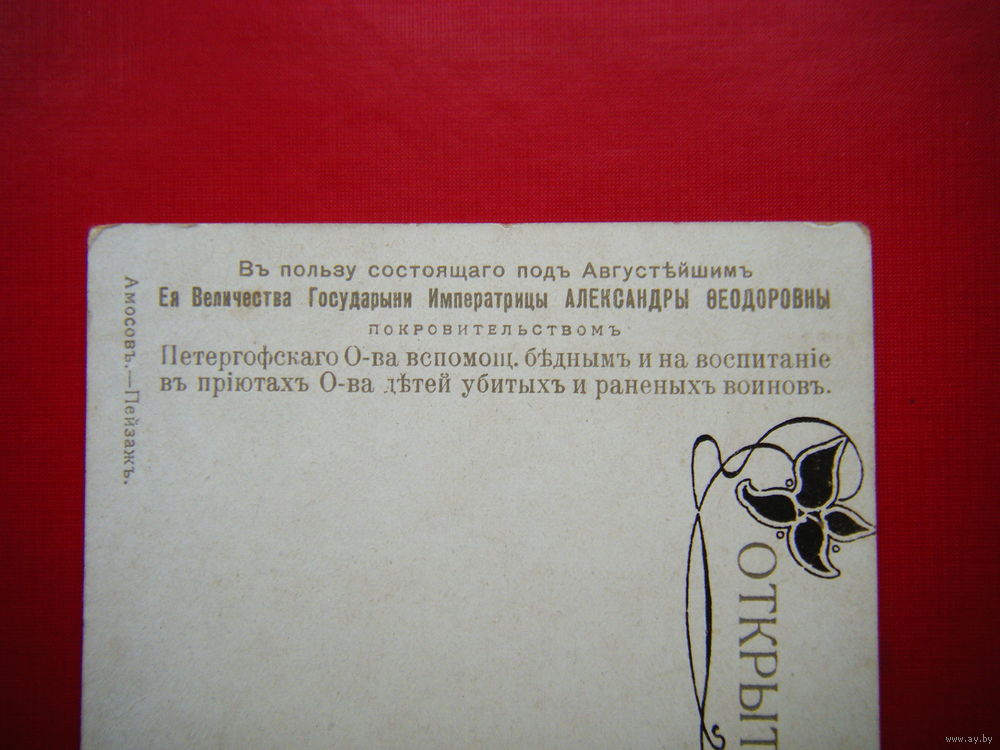 Въ пользу состоящаго подъ Августѣйшимъ
Ея Величества Государыни Императрицы АЛЕКСАНДРЫ ѲЕОДОРОВНЫ
покровительствомъ
Петергофскаго О-ва вспомощ. бѣднымъ и на воспитаніе
въ пріютахъ О-ва дѣтей убитыхъ и раненыхъ воиновъ.
Амосовъ.—Пейзажъ.
ОТКРЫТ
www.ay.by